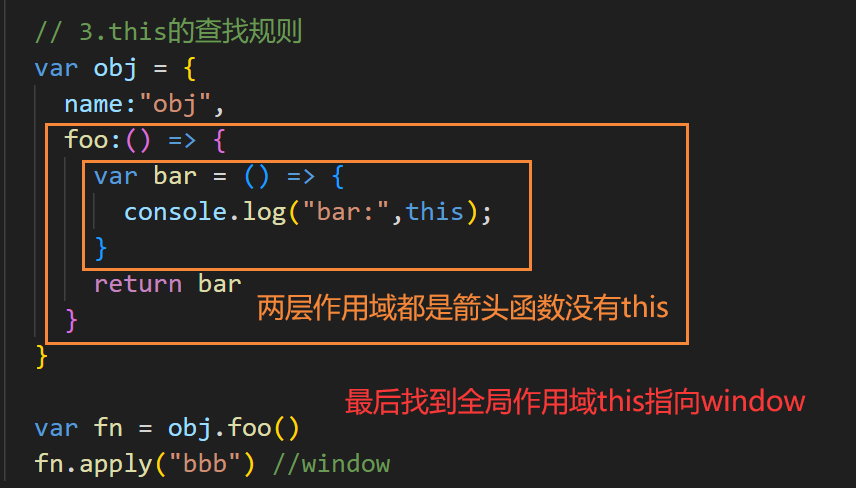 // 3.this的查找规则
var obj = {
name:"obj",
foo:() => {
var bar = () => {
console.log("bar:",this);
}
return bar
两层作用域都是箭头函数没有this
}
}
最后找到全局作用域this指向window
var fn = obj.foo()
fn.apply("bbb") //window